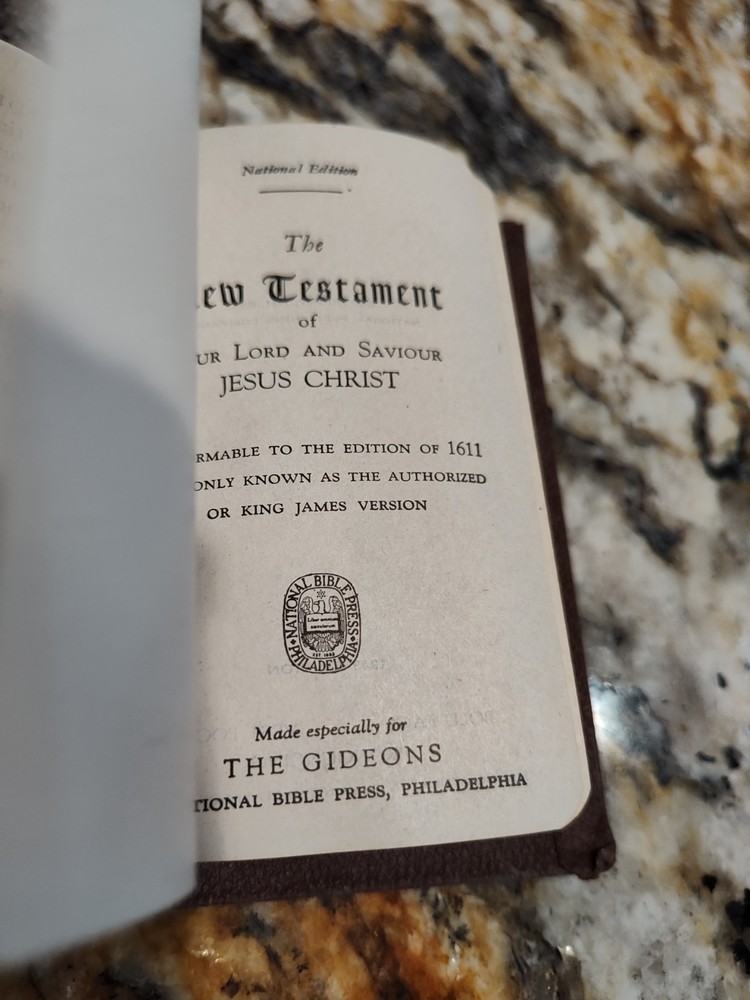 National Edition
The
ew Testament
of
UR LORD AND SAVIOUR
JESUS CHRIST
RMABLE TO THE EDITION OF 1611
ONLY KNOWN AS THE AUTHORIZED
OR KING JAMES VERSION
NATIONAL BIBLE PRESS • PHILADELPHIA •
Liber omnium
Made especially for
THE GIDEONS
TIONAL BIBLE PRESS, PHILADELPHIA